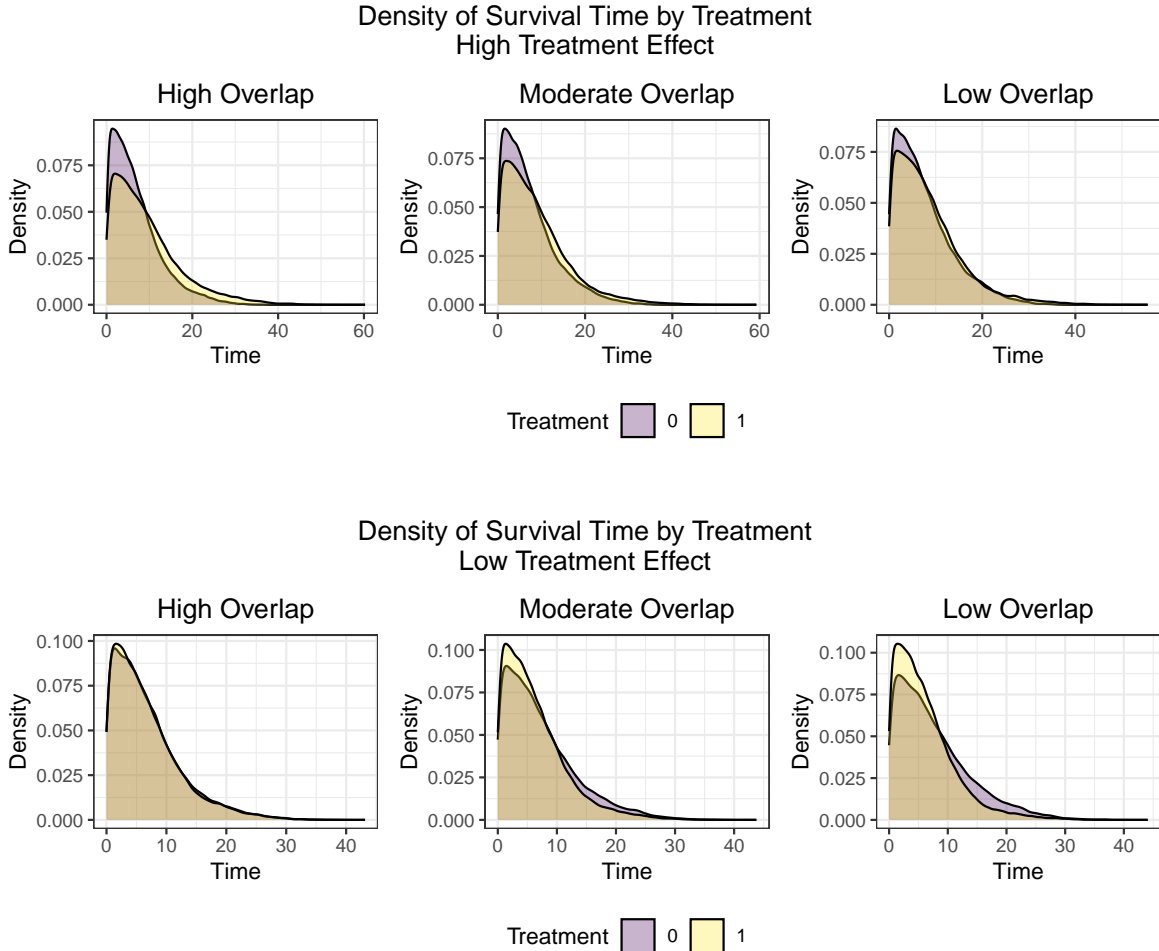 Density of Survival Time by Treatment
High Treatment Effect
High Overlap
Density
0.075
0.050
0.025
0.000
0 20 40 60
Time
Moderate Overlap
Density
0.075
0.050
0.025
0.000
0 20 40 60
Time
Low Overlap
Density
0.075
0.050
0.025
0.000
0 20 40
Time
Treatment 0 1
Density of Survival Time by Treatment
Low Treatment Effect
High Overlap
Density
0.100
0.075
0.050
0.025
0.000
0 10 20 30 40
Time
Moderate Overlap
Density
0.100
0.075
0.050
0.025
0.000
0 10 20 30 40
Time
Low Overlap
Density
0.100
0.075
0.050
0.025
0.000
0 10 20 30 40
Time
Treatment 0 1